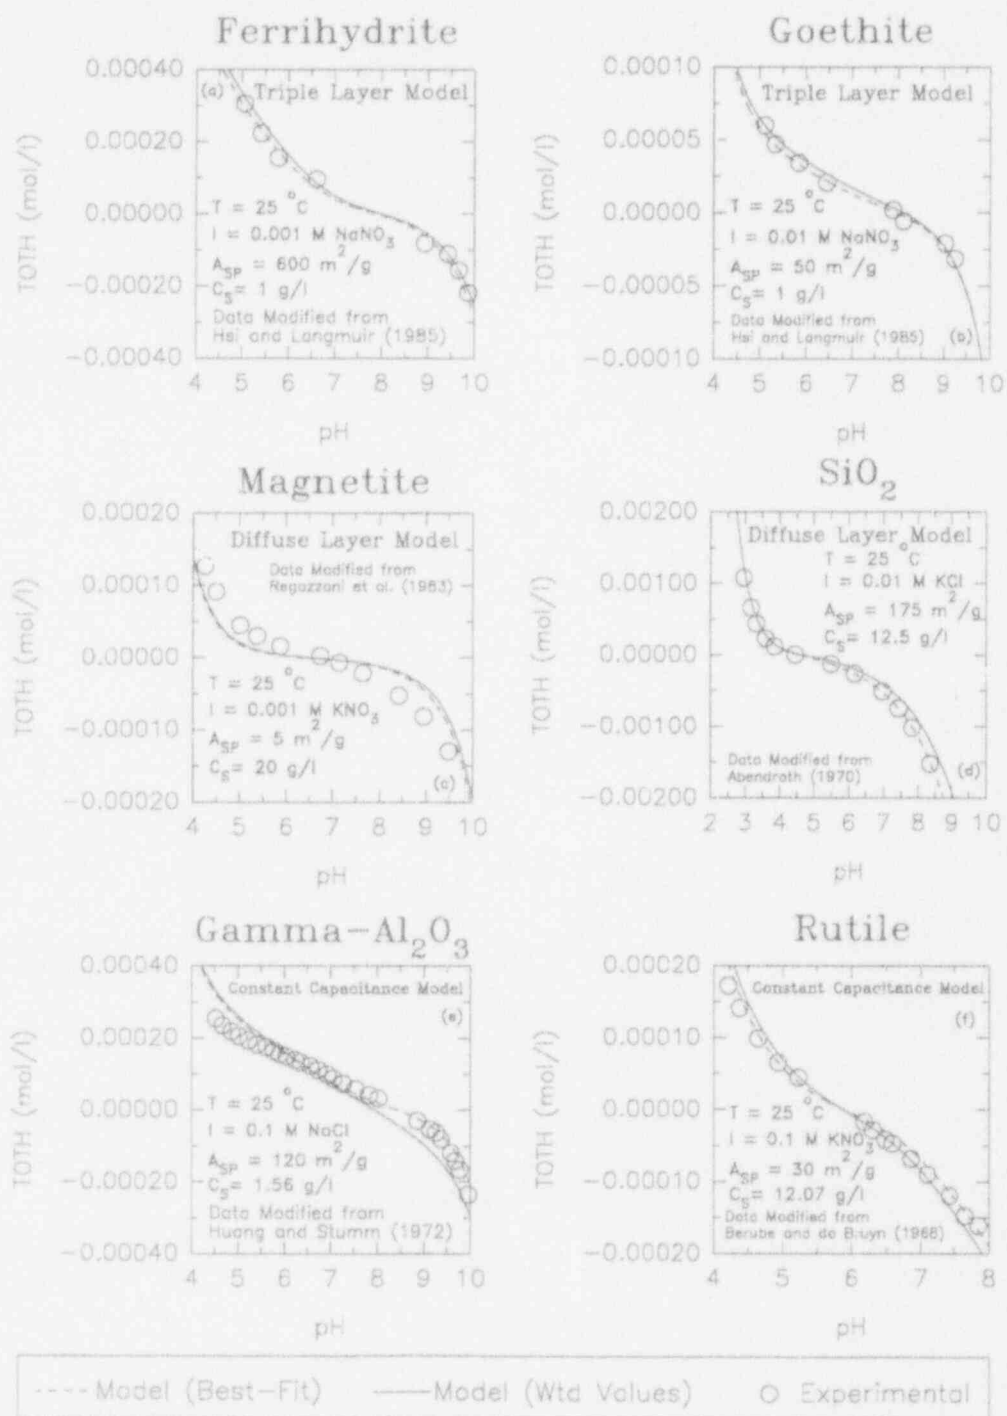 Ferrihydrite
0.00040
0.00020
0.00000
−0.00020
−0.00040
TOTH (mol/l)
(a) Triple Layer Model
T = 25 °C
I = 0.001 M NaNO3
ASP = 600 m2/g
CS= 1 g/l
Data Modified from
Hsi and Langmuir (1985)
4 5 6 7 8 9 10
pH
Goethite
0.00010
0.00005
0.00000
−0.00005
−0.00010
TOTH (mol/l)
Triple Layer Model
T = 25 °C
I = 0.01 M NaNO3
ASP = 50 m2/g
CS= 1 g/l
Data Modified from
Hsi and Langmuir (1985) (b)
4 5 6 7 8 9 10
pH
Magnetite
0.00020
0.00010
0.00000
−0.00010
−0.00020
TOTH (mol/l)
Diffuse Layer Model
Data Modified from
Regazzoni et al. (1983)
T = 25 °C
I = 0.001 M KNO3
ASP = 5 m2/g
CS= 20 g/l
(c)
4 5 6 7 8 9 10
pH
SiO2
0.00200
0.00100
0.00000
−0.00100
−0.00200
TOTH (mol/l)
Diffuse Layer Model
T = 25 °C
I = 0.01 M KCl
ASP = 175 m2/g
CS= 12.5 g/l
Data Modified from
Abendroth (1970)
(d)
2 3 4 5 6 7 8 9 10
pH
Gamma−Al2O3
0.00040
0.00020
0.00000
−0.00020
−0.00040
TOTH (mol/l)
Constant Capacitance Model
(e)
T = 25 °C
I = 0.1 M NaCl
ASP = 120 m2/g
CS= 1.56 g/l
Data Modified from
Huang and Stumm (1972)
4 5 6 7 8 9 10
pH
Rutile
0.00020
0.00010
0.00000
−0.00010
−0.00020
TOTH (mol/l)
Constant Capacitance Model
(f)
T = 25 °C
I = 0.1 M KNO3
ASP = 30 m2/g
CS= 12.07 g/l
Data Modified from
Berube and de Bruyn (1968)
4 5 6 7 8
pH
Model (Best−Fit) Model (Wtd Values) Experimental